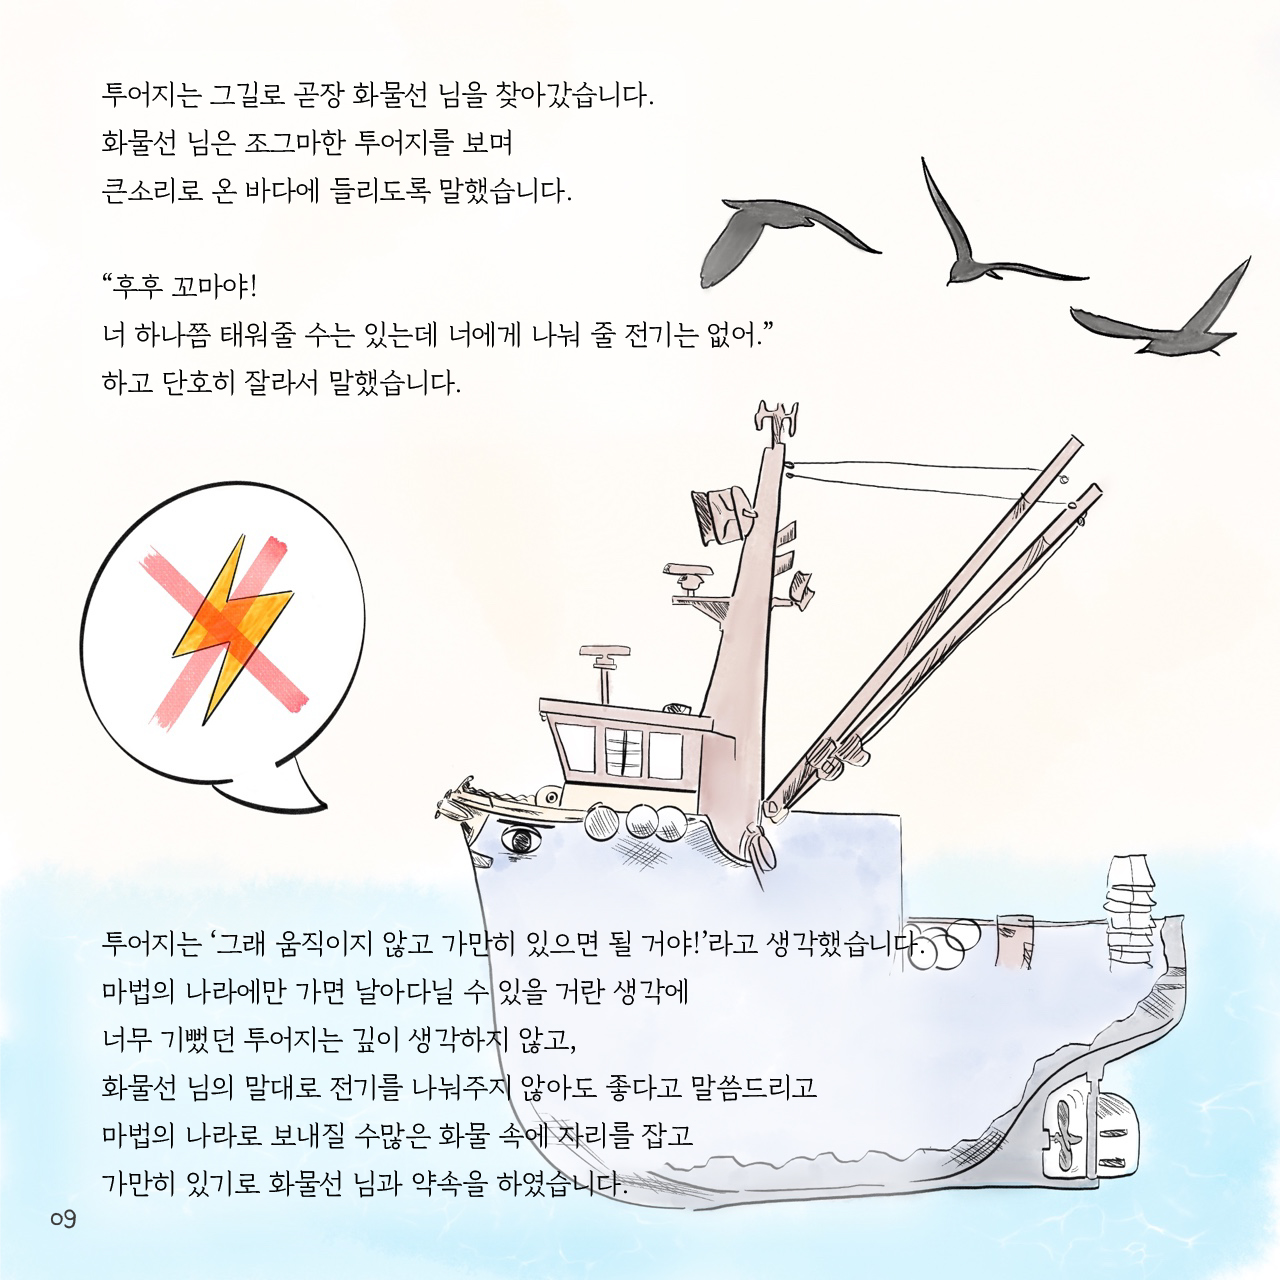 투어지는 그길로 곧장 화물선 님을 찾아갔습니다.
화물선 님은 조그마한 투어지를 보며
큰소리로 온 바다에 들리도록 말했습니다.
“후후 꼬마야!
너 하나쯤 태워줄 수는 있는데 너에게 나눠 줄 전기는 없어.”
하고 단호히 잘라서 말했습니다.
투어지는 ‘그래 움직이지 않고 가만히 있으면 될 거야!’라고 생각했습니다.
마법의 나라에만 가면 날아다닐 수 있을 거란 생각에
너무 기뻤던 투어지는 깊이 생각하지 않고,
화물선 님의 말대로 전기를 나눠주지 않아도 좋다고 말씀드리고
마법의 나라로 보내질 수많은 화물 속에 자리를 잡고
가만히 있기로 화물선 님과 약속을 하였습니다.
09